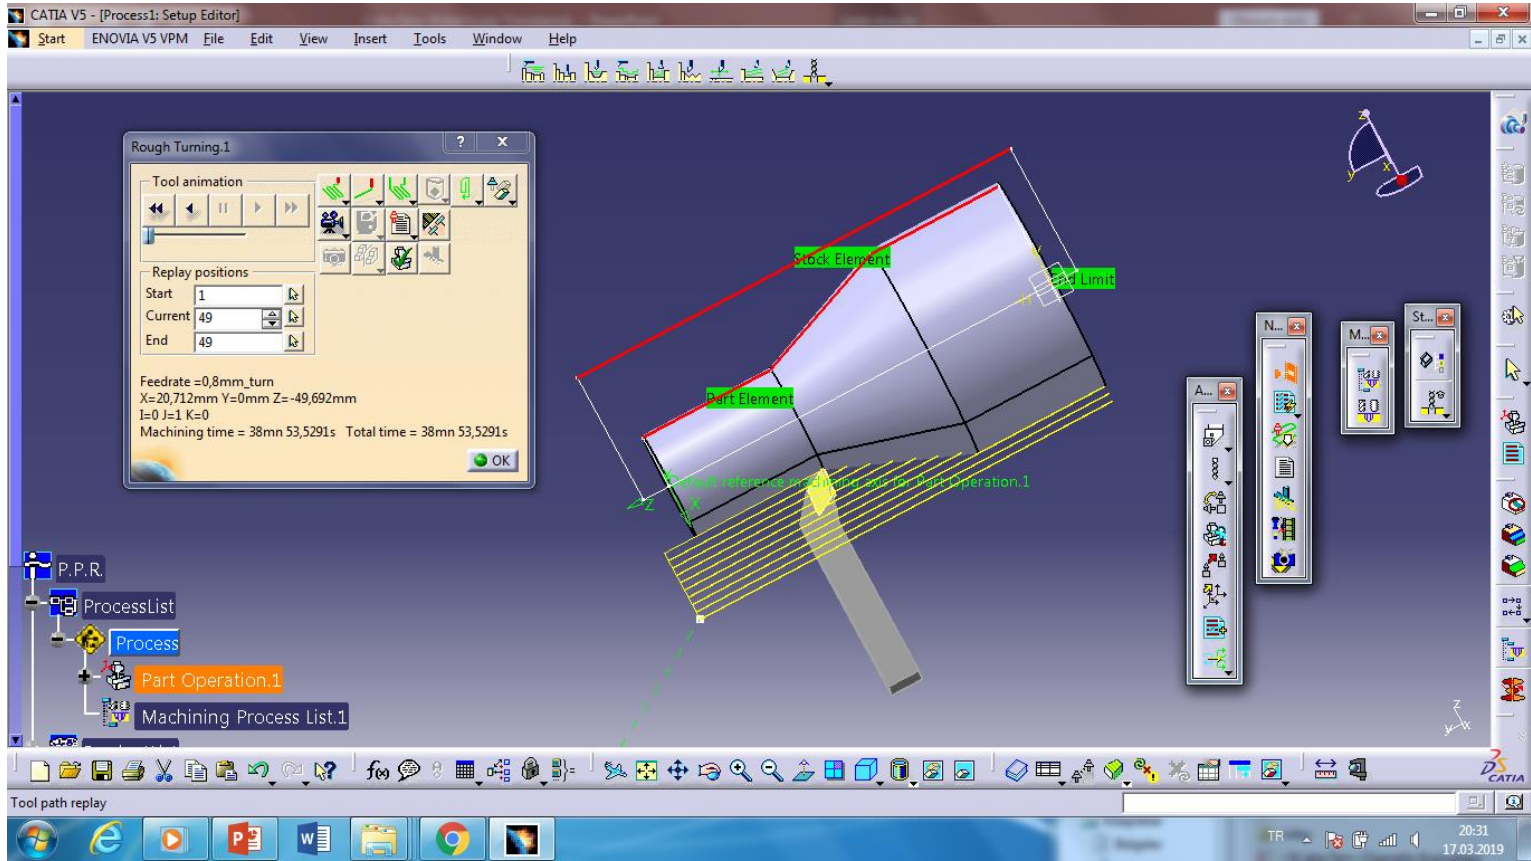 CATIA V5 - [Process1: Setup Editor]
Start ENOVIA V5 VPM File Edit View Insert Tools Window Help
Rough Turning.1
Tool animation
Replay positions
Start 1
Current 49
End 49
Feedrate =0,8mm_turn
X=20,712mm Y=0mm Z=-49,692mm
I=0 J=1 K=0
Machining time = 38mn 53,5291s Total time = 38mn 53,5291s
OK
z
y x
Stock Element
End Limit
Part Element
Default reference machining axis for Part Operation.1
Z X
N...
M...
St...
A...
P.P.R.
ProcessList
Process
Part Operation.1
Machining Process List.1
z
y x
f(x)
CATIA
Tool path replay
TR
20:31
17.03.2019